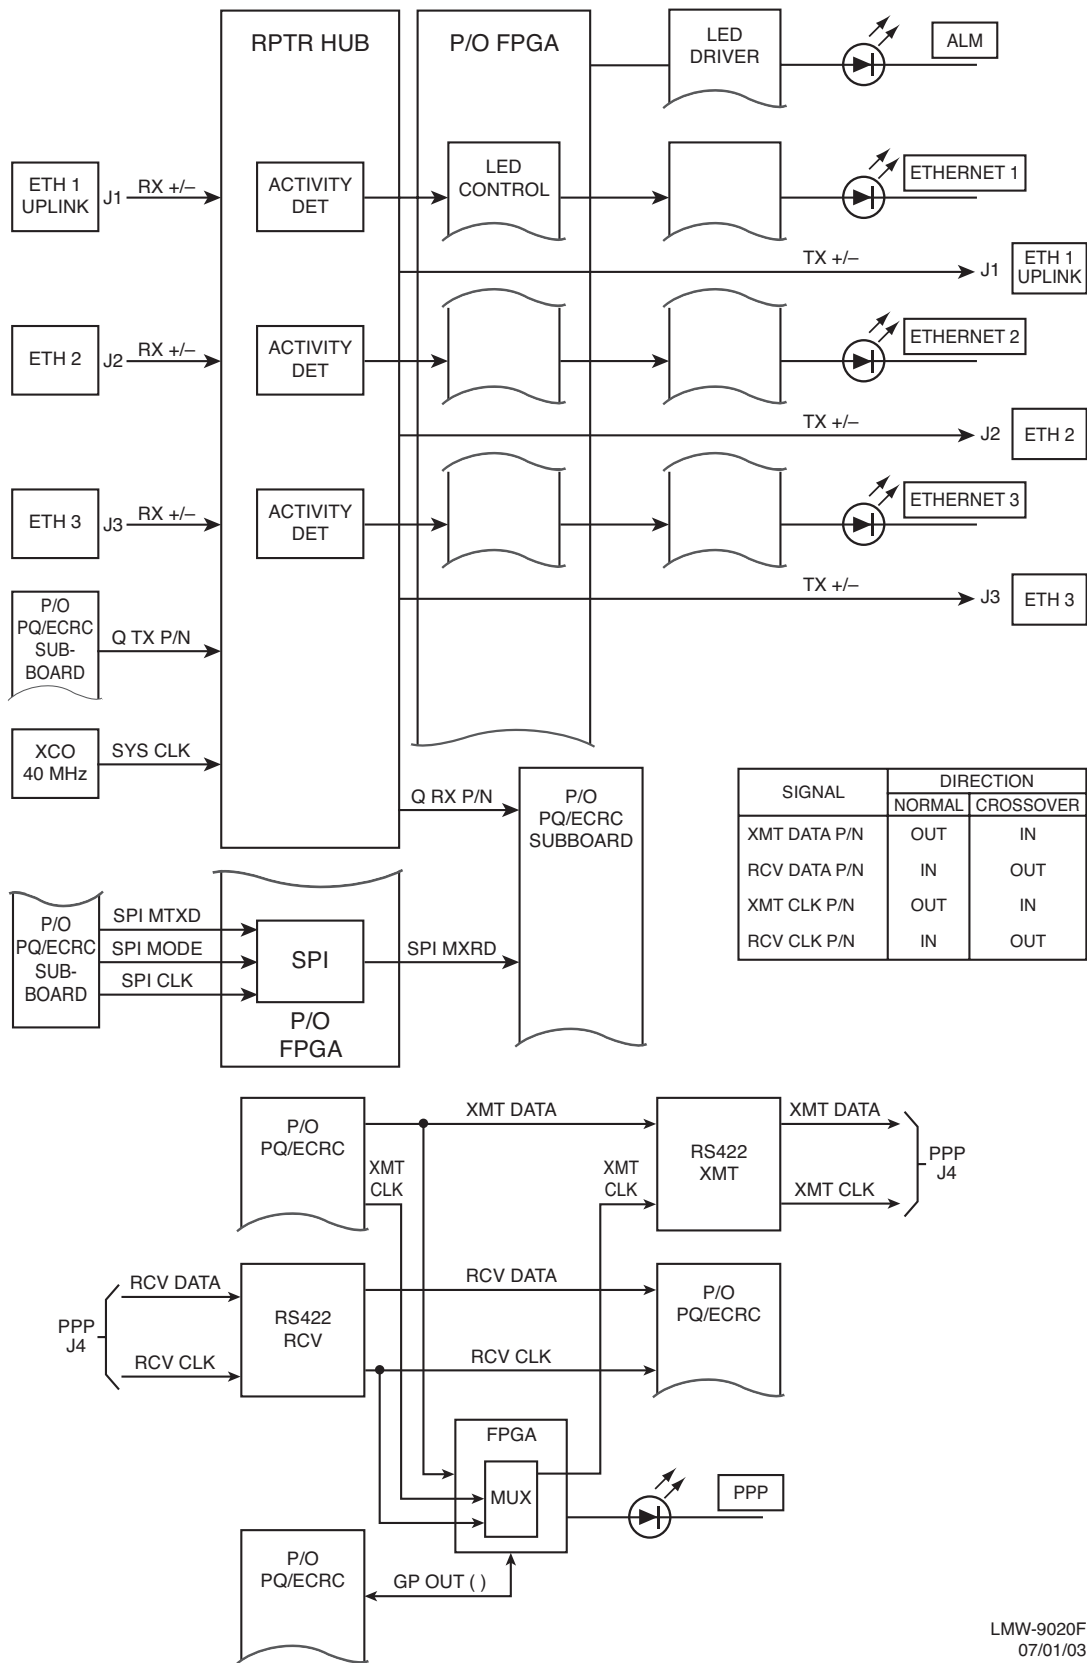 RPTR HUB
P/O FPGA
LED
DRIVER
ALM
ETH 1
UPLINK
J1
RX +/–
ACTIVITY
DET
LED
CONTROL
ETHERNET 1
TX +/–
J1
ETH 1
UPLINK
ETH 2
J2
RX +/–
ACTIVITY
DET
ETHERNET 2
TX +/–
J2
ETH 2
ETH 3
J3
RX +/–
ACTIVITY
DET
ETHERNET 3
TX +/–
J3
ETH 3
P/O
PQ/ECRC
SUB-
BOARD
Q TX P/N
XCO
40 MHz
SYS CLK
Q RX P/N
P/O
PQ/ECRC
SUBBOARD
SIGNAL
DIRECTION
NORMAL CROSSOVER
XMT DATA P/N OUT IN
RCV DATA P/N IN OUT
XMT CLK P/N OUT IN
RCV CLK P/N IN OUT
P/O
PQ/ECRC
SUB-
BOARD
SPI MTXD
SPI MODE
SPI CLK
SPI
P/O
FPGA
SPI MXRD
P/O
PQ/ECRC
XMT DATA
XMT
CLK
XMT
CLK
RS422
XMT
XMT DATA
XMT CLK
PPP
J4
PPP
J4
RCV DATA
RCV CLK
RS422
RCV
RCV DATA
RCV CLK
P/O
PQ/ECRC
FPGA
MUX
PPP
P/O
PQ/ECRC
GP OUT ( )
LMW-9020F
07/01/03